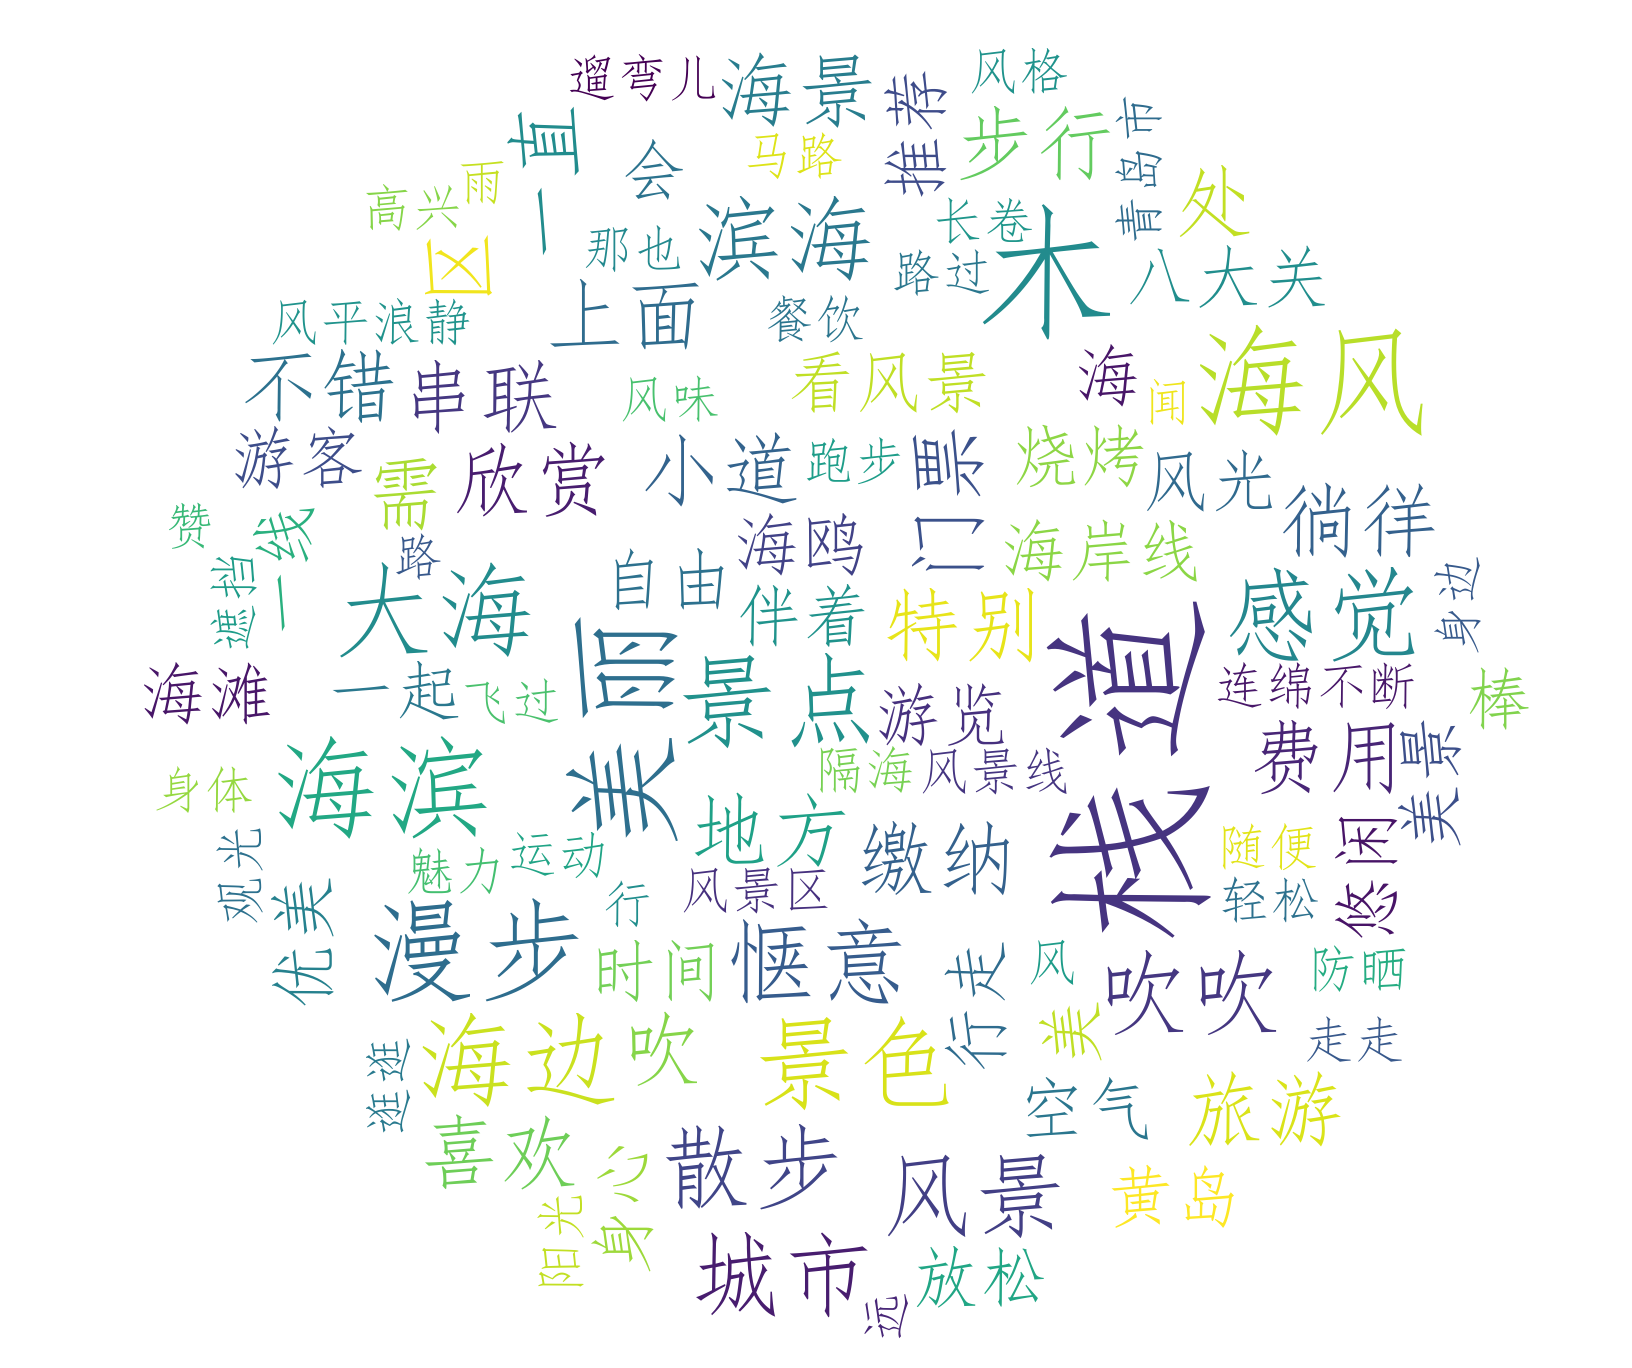 遛弯儿
海景
风格
推荐
步行
青岛市
一直
会
马路
雨
高兴
区
那也
滨海
长卷
木
处
路过
八大关
风平浪静
上面
餐饮
不错
串联
风味
看风景
海
闻
海风
游客
需
欣赏
小道
跑步
门票
烧烤
风光
徜徉
赞
一线
路
海鸥
海岸线
遮挡
大海
自由
伴着
特别
栈道
感觉
身边
海滩
一起
飞过
美丽
景点
游览
连绵不断
棒
海滨
隔海
风景线
费用
美景
身体
观光
魅力
运动
地方
缴纳
随便
悠闲
优美
行
风景区
轻松
漫步
时间
惬意
行走
风
吹吹
防晒
逛逛
海边
吹
景色
美
走走
空气
旅游
喜欢
身心
散步
风景
黄岛
阳光
城市
放松
远